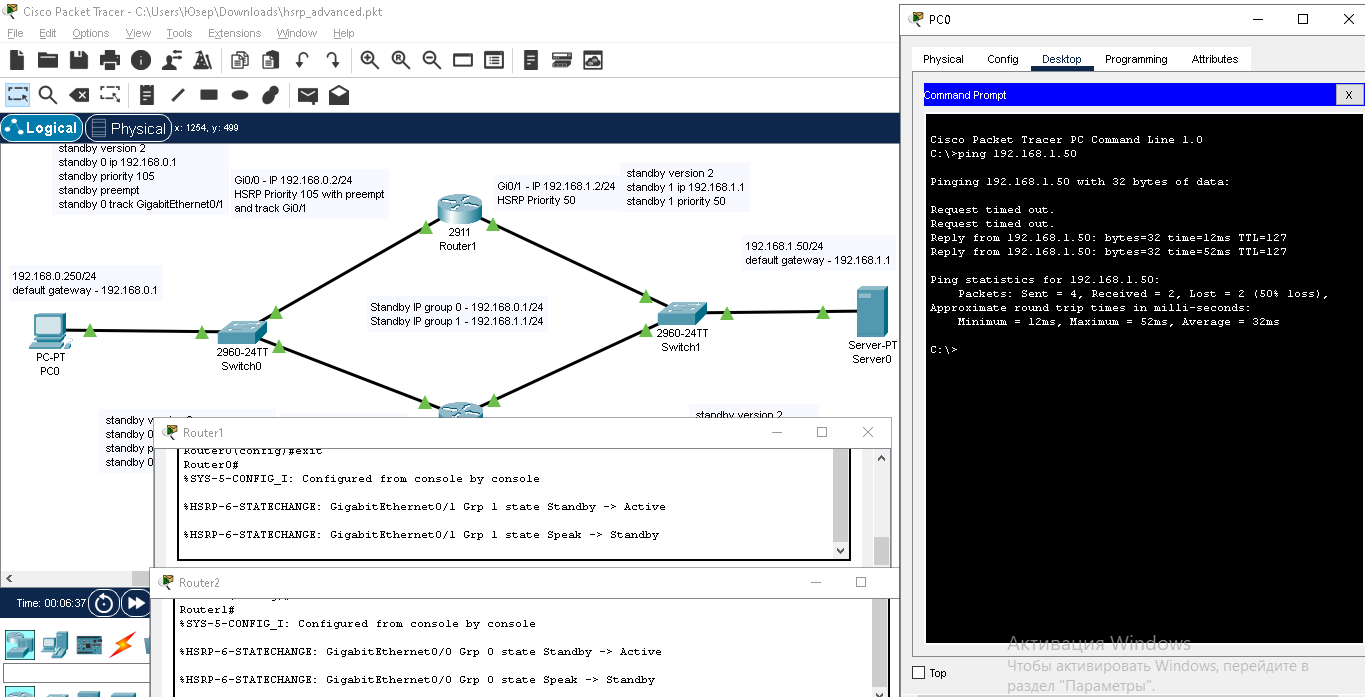 Cisco Packet Tracer - C:\Users\Юзер\Downloads\hsrp_advanced.pkt
File Edit Options View Tools Extensions Window Help
Logical Physical x: 1254, y: 499
standby version 2
standby 0 ip 192.168.0.1
standby priority 105
standby preempt
standby 0 track GigabitEthernet0/1
Gi0/0 - IP 192.168.0.2/24
HSRP Priority 105 with preempt
and track Gi0/1
2911
Router1
Gi0/1 - IP 192.168.1.2/24
HSRP Priority 50
standby version 2
standby 1 ip 192.168.1.1
standby 1 priority 50
192.168.1.50/24
default gateway - 192.168.1.1
192.168.0.250/24
default gateway - 192.168.0.1
Standby IP group 0 - 192.168.0.1/24
Standby IP group 1 - 192.168.1.1/24
PC-PT
PC0
2960-24TT
Switch0
2960-24TT
Switch1
Server-PT
Server0
standby v
standby 0
standby p
standby 0
standby version 2
Router1
Router0(config)#exit
Router0#
%SYS-5-CONFIG_I: Configured from console by console
%HSRP-6-STATECHANGE: GigabitEthernet0/1 Grp 1 state Standby -> Active
%HSRP-6-STATECHANGE: GigabitEthernet0/1 Grp 1 state Speak -> Standby
Router2
Router1#
%SYS-5-CONFIG_I: Configured from console by console
%HSRP-6-STATECHANGE: GigabitEthernet0/0 Grp 0 state Standby -> Active
%HSRP-6-STATECHANGE: GigabitEthernet0/0 Grp 0 state Speak -> Standby
Time: 00:06:37
PC0
Physical Config Desktop Programming Attributes
Command Prompt X
Cisco Packet Tracer PC Command Line 1.0
C:\>ping 192.168.1.50
Pinging 192.168.1.50 with 32 bytes of data:
Request timed out.
Request timed out.
Reply from 192.168.1.50: bytes=32 time=12ms TTL=127
Reply from 192.168.1.50: bytes=32 time=52ms TTL=127
Ping statistics for 192.168.1.50:
Packets: Sent = 4, Received = 2, Lost = 2 (50% loss),
Approximate round trip times in milli-seconds:
Minimum = 12ms, Maximum = 52ms, Average = 32ms
C:\>
Top
Активация Windows
Чтобы активировать Windows, перейдите в
раздел "Параметры".